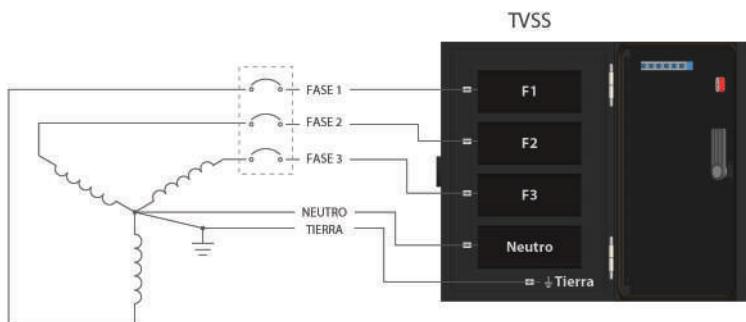 TVSS
FASE 1
F1
FASE 2
F2
FASE 3
F3
NEUTRO
TIERRA
Neutro
Tierra